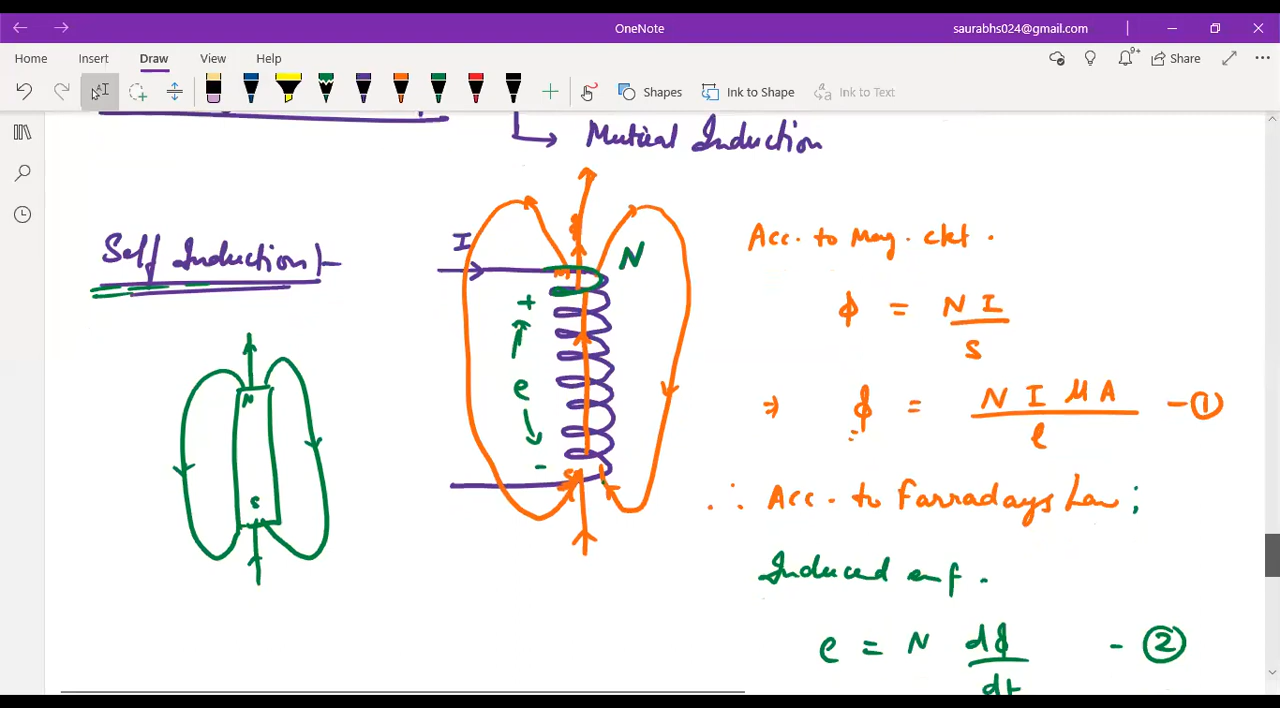 OneNote
saurabhs024@gmail.com
Home Insert Draw View Help
9+
Share
Shapes Ink to Shape Ink to Text
Mutual Induction
Self Induction :-
I
N
N
+
e
-
S
N
S
Acc. to Mag. ckt.
φ = NI / S
⇒ φ = N I μ A / l - ①
∴ Acc. to Farradays Law ;
Induced emf.
e = N dφ / dt - ②